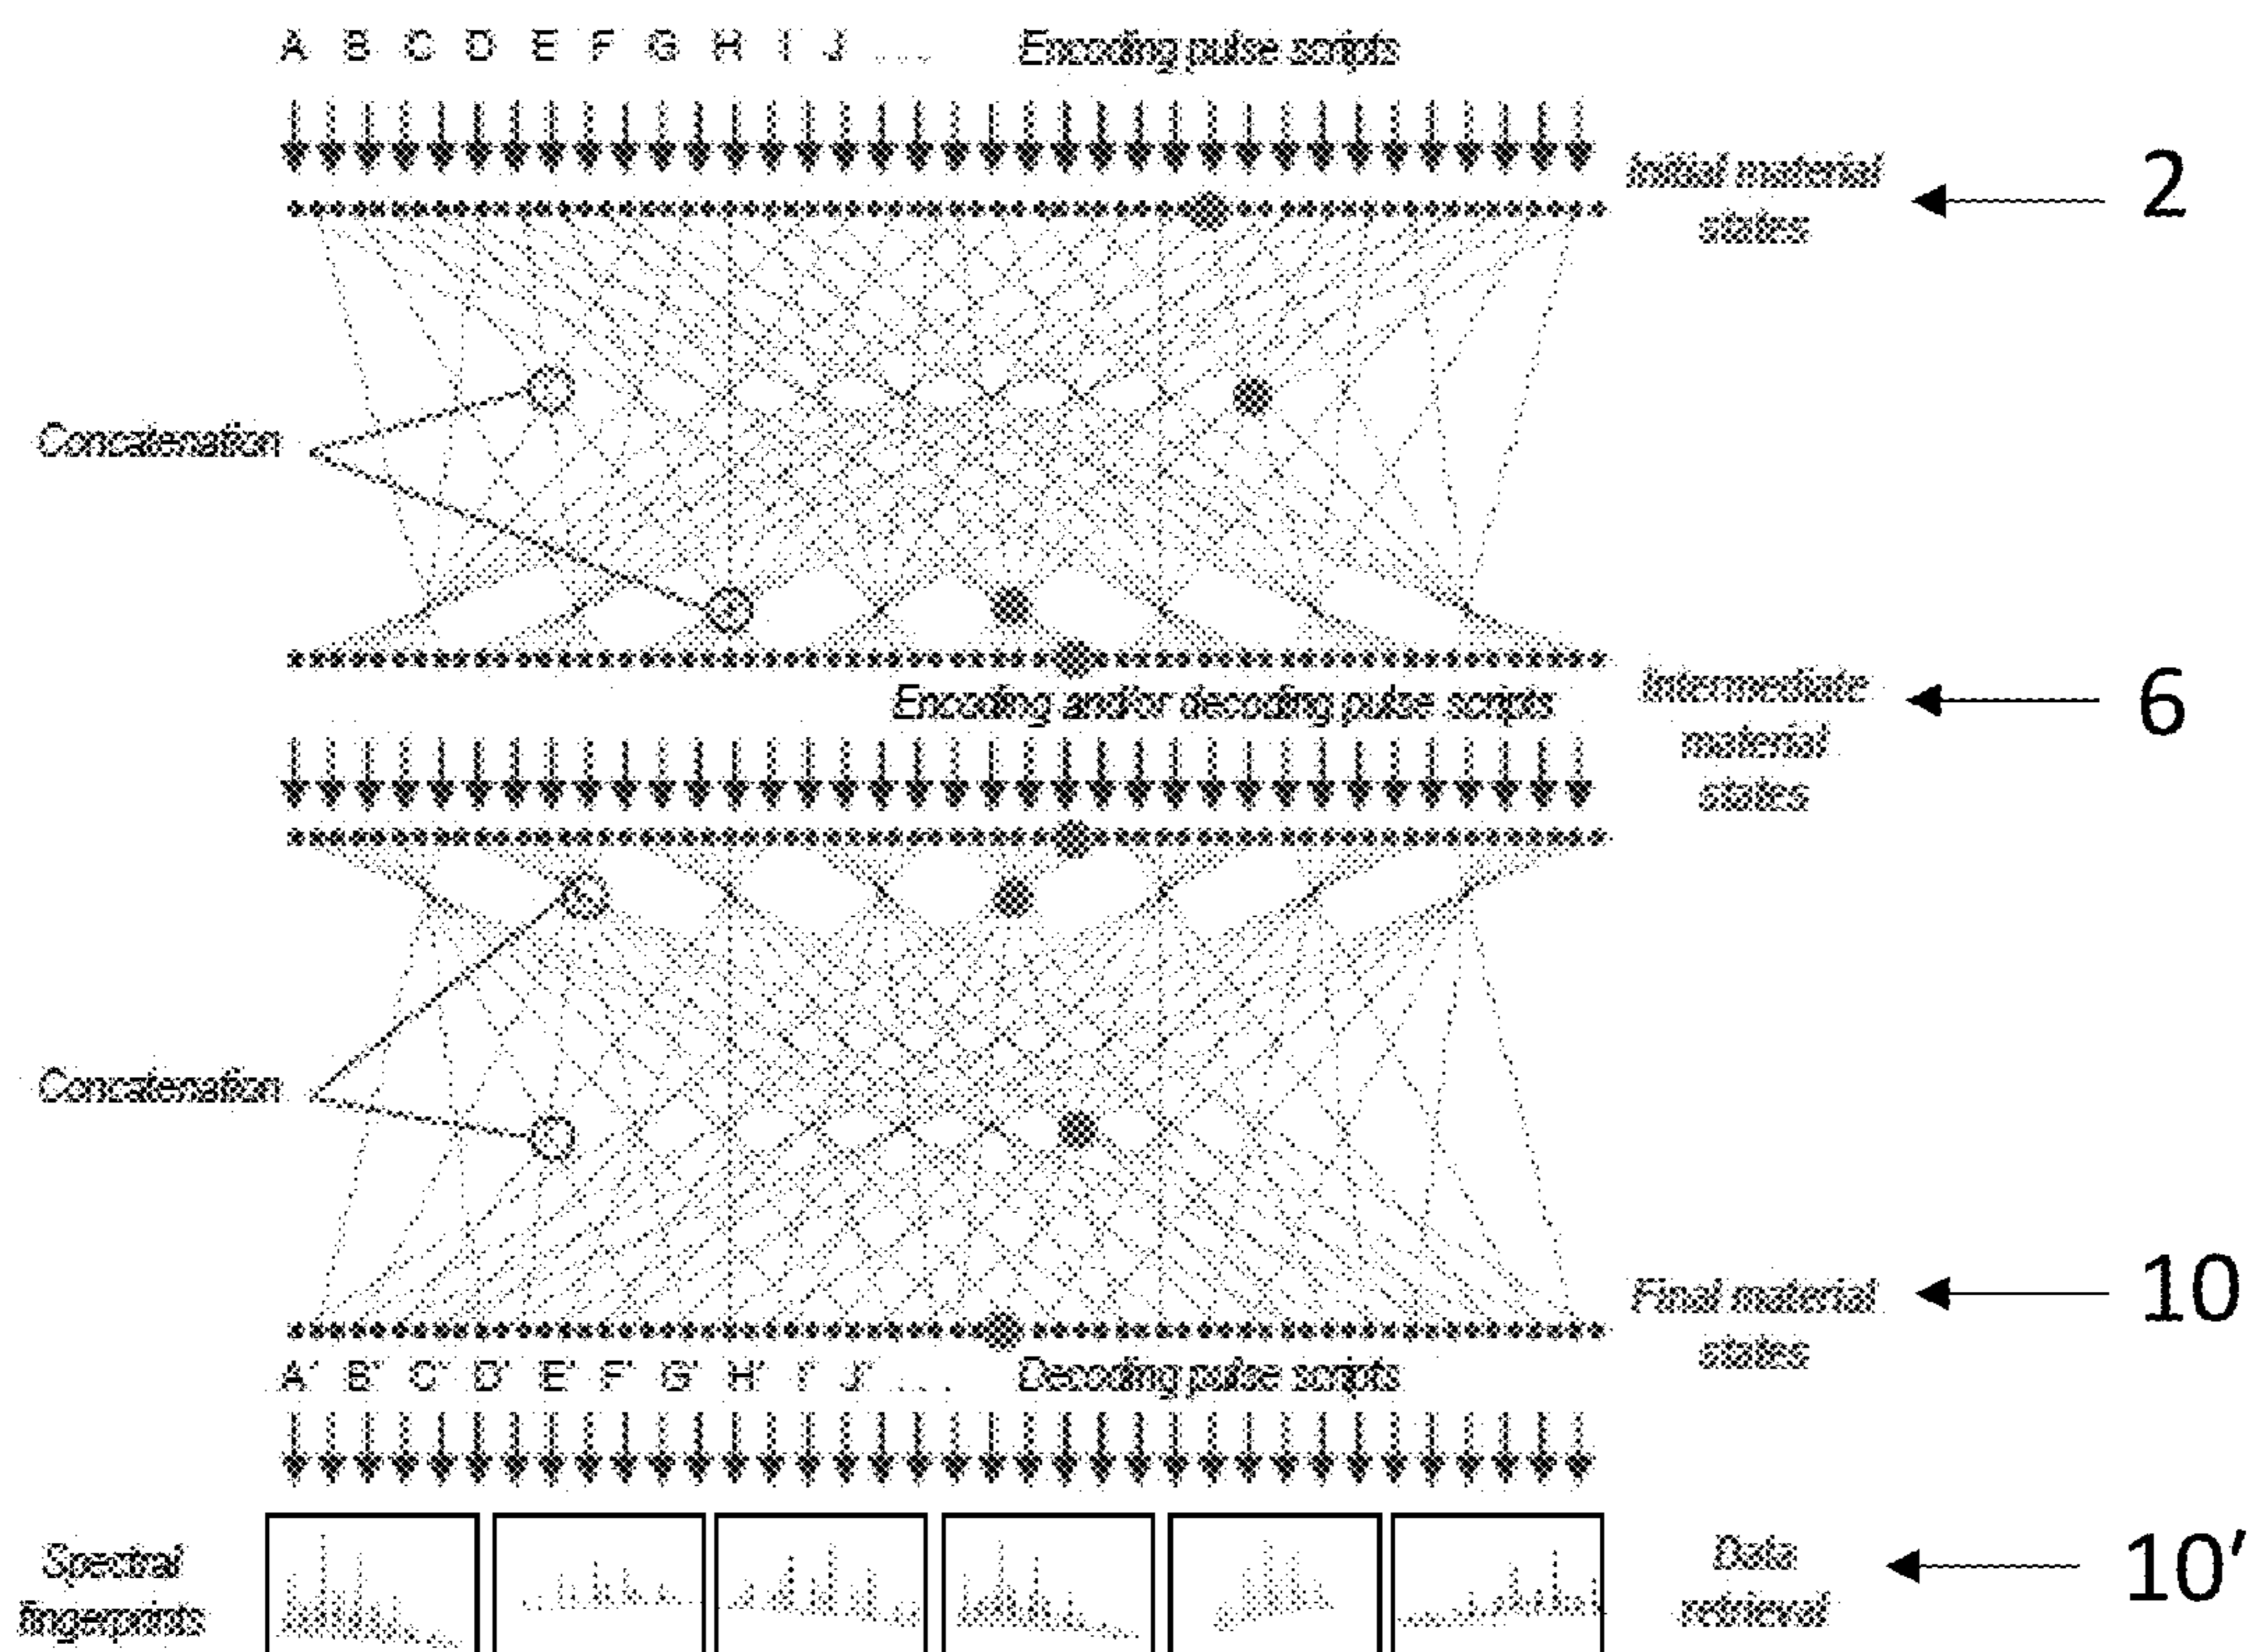 A B C D E F G H I J ....
Encoding pulse scripts
Initial material
states
2
Concatenation
Encoding and/or decoding pulse scripts
Intermediate
material
states
6
Concatenation
Final material
states
10
A' B' C' D' E' F' G' H' I' J' ....
Decoding pulse scripts
Spectral
fingerprints
Data
retrieval
10'